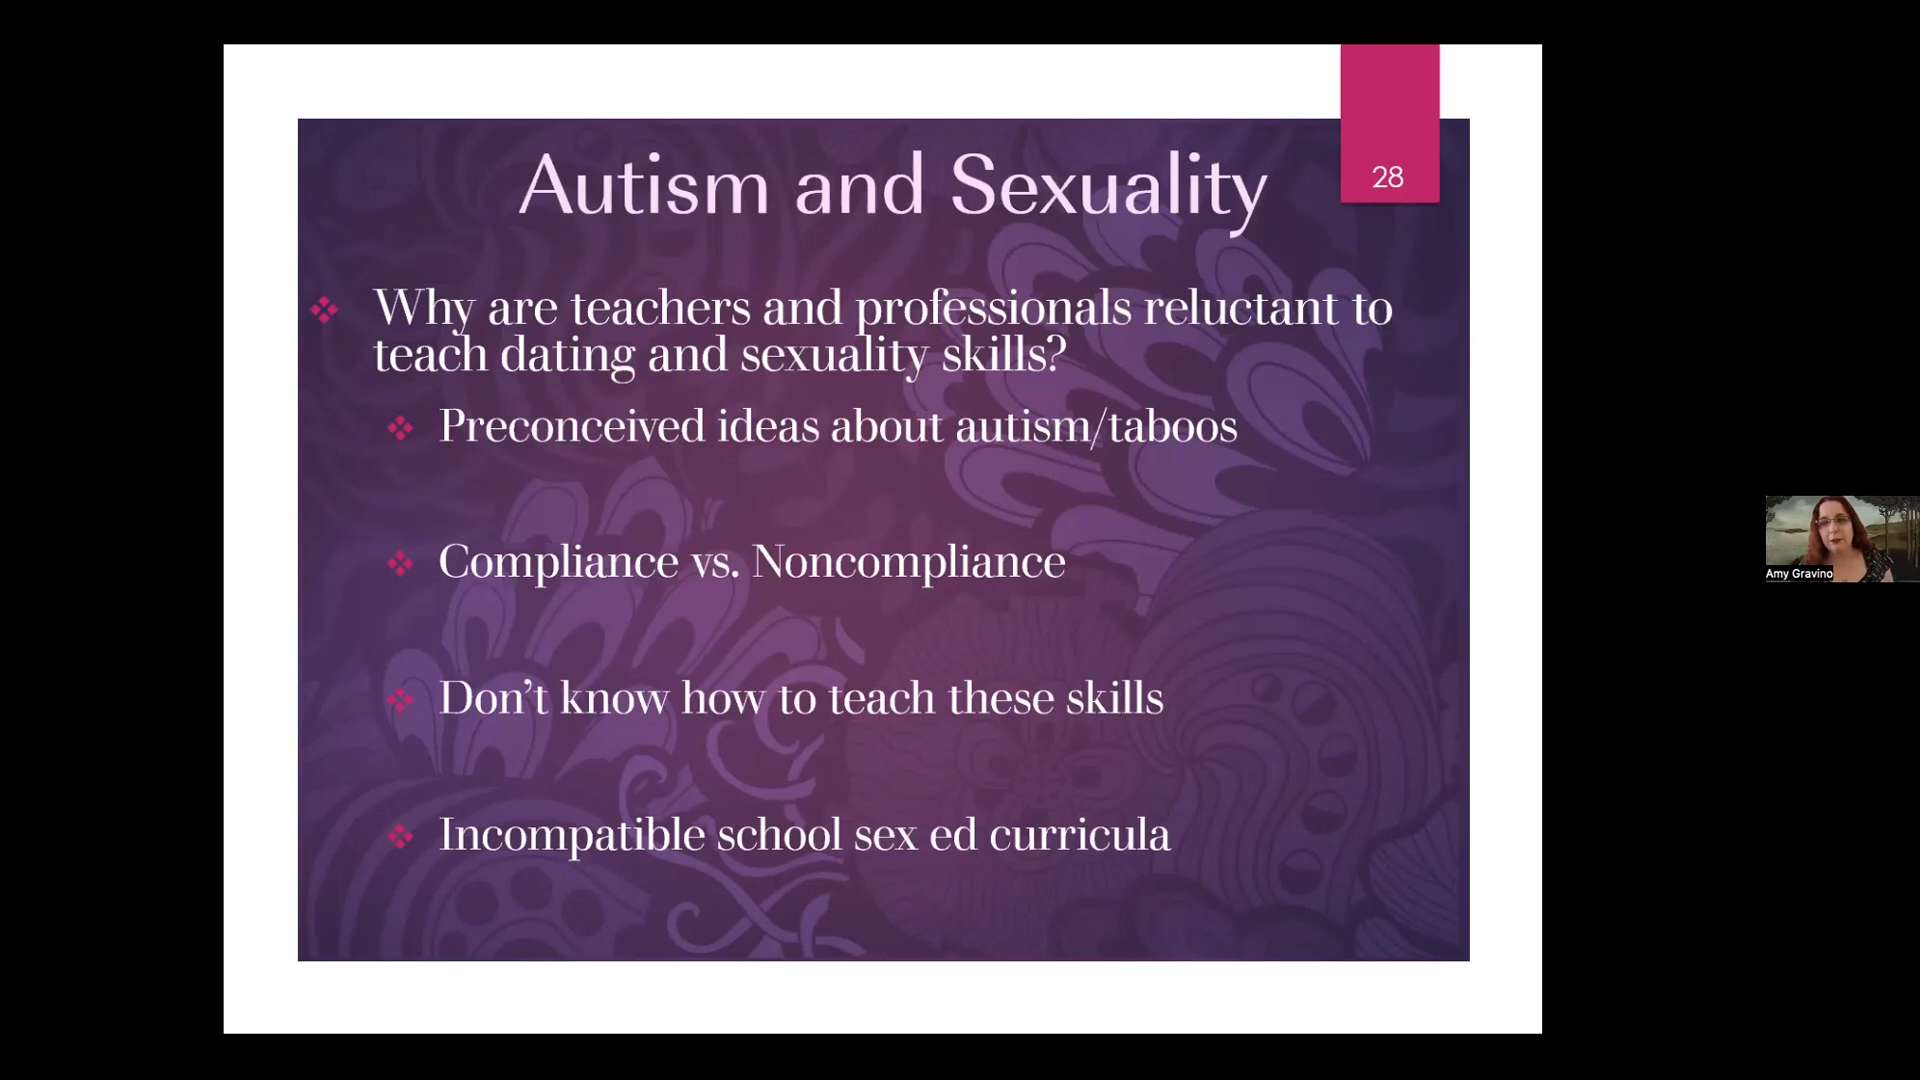 Autism and Sexuality
28
Why are teachers and professionals reluctant to
teach dating and sexuality skills?
Preconceived ideas about autism/taboos
Compliance vs. Noncompliance
Don’t know how to teach these skills
Incompatible school sex ed curricula
Amy Gravino